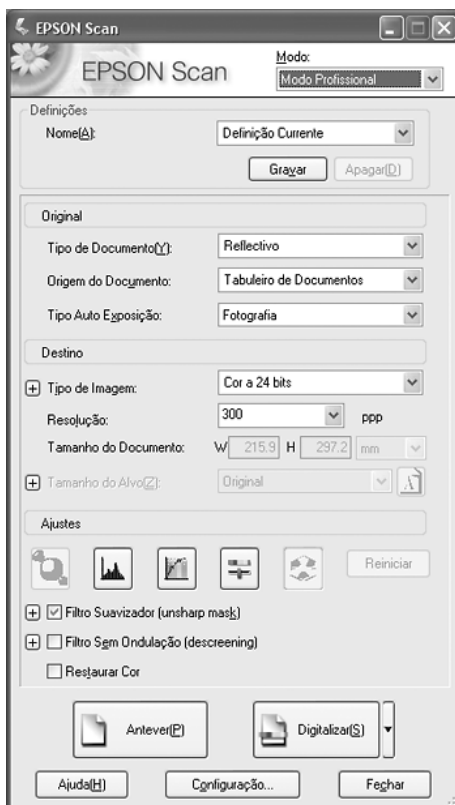 EPSON Scan
EPSON Scan
Modo:
Modo Profissional
Definições
Nome(A): Definição Currente
Gravar Apagar(D)
Original
Tipo de Documento(Y): Reflectivo
Origem do Documento: Tabuleiro de Documentos
Tipo Auto Exposição: Fotografia
Destino
Tipo de Imagem: Cor a 24 bits
Resolução: 300 ppp
Tamanho do Documento: W 215.9 H 297.2 mm
Tamanho do Alvo(Z): Original
Ajustes
Reiniciar
Filtro Suavizador (unsharp mask)
Filtro Sem Ondulação (descreening)
Restaurar Cor
Antever(P) Digitalizar(S)
Ajuda(H) Configuração... Fechar